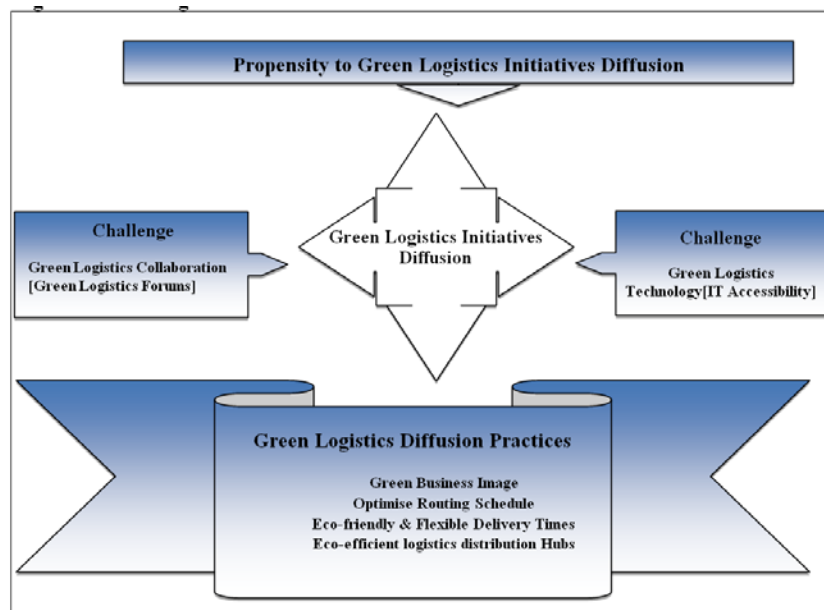 Propensity to Green Logistics Initiatives Diffusion
Challenge
Green Logistics Collaboration
[Green Logistics Forums]
Green Logistics Initiatives
Diffusion
Challenge
Green Logistics
Technology[IT Accessibility]
Green Logistics Diffusion Practices
Green Business Image
Optimise Routing Schedule
Eco-friendly & Flexible Delivery Times
Eco-efficient logistics distribution Hubs